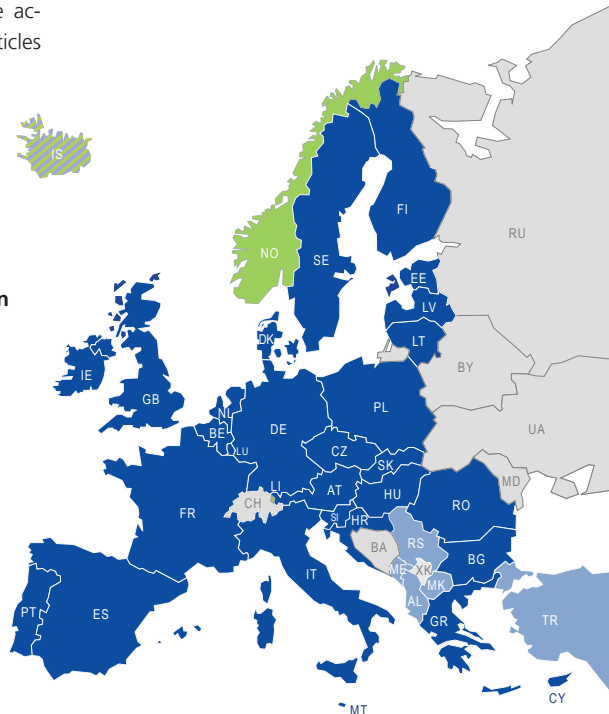 e ac-
ticles
IS
NO
SE
FI
RU
n
EE
LV
LT
DK
BY
IE
GB
NL
BE
LU
DE
PL
UA
CZ
SK
LI
AT
HU
MD
FR
CH
SI
HR
RO
BA
RS
IT
ME
XK
BG
MK
AL
PT
ES
GR
TR
CY
MT